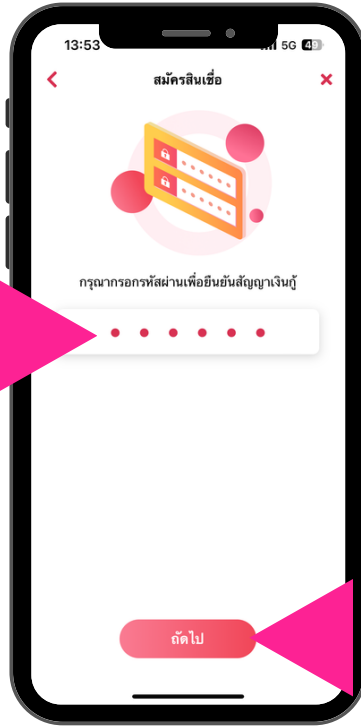 13:53 5G 49
สมัครสินเชื่อ
กรุณากรอกรหัสผ่านเพื่อยืนยันสัญญาเงินกู้
ถัดไป